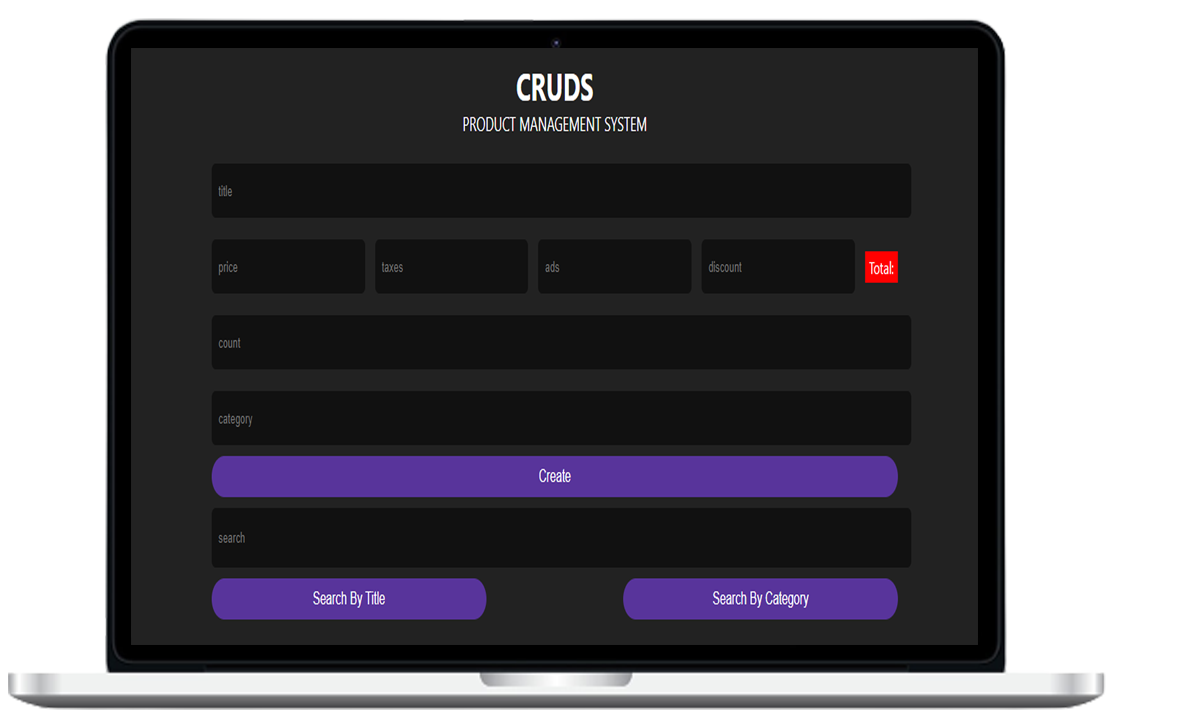 CRUDS
PRODUCT MANAGEMENT SYSTEM
title
price taxes ads discount Total:
count
category
Create
search
Search By Title Search By Category